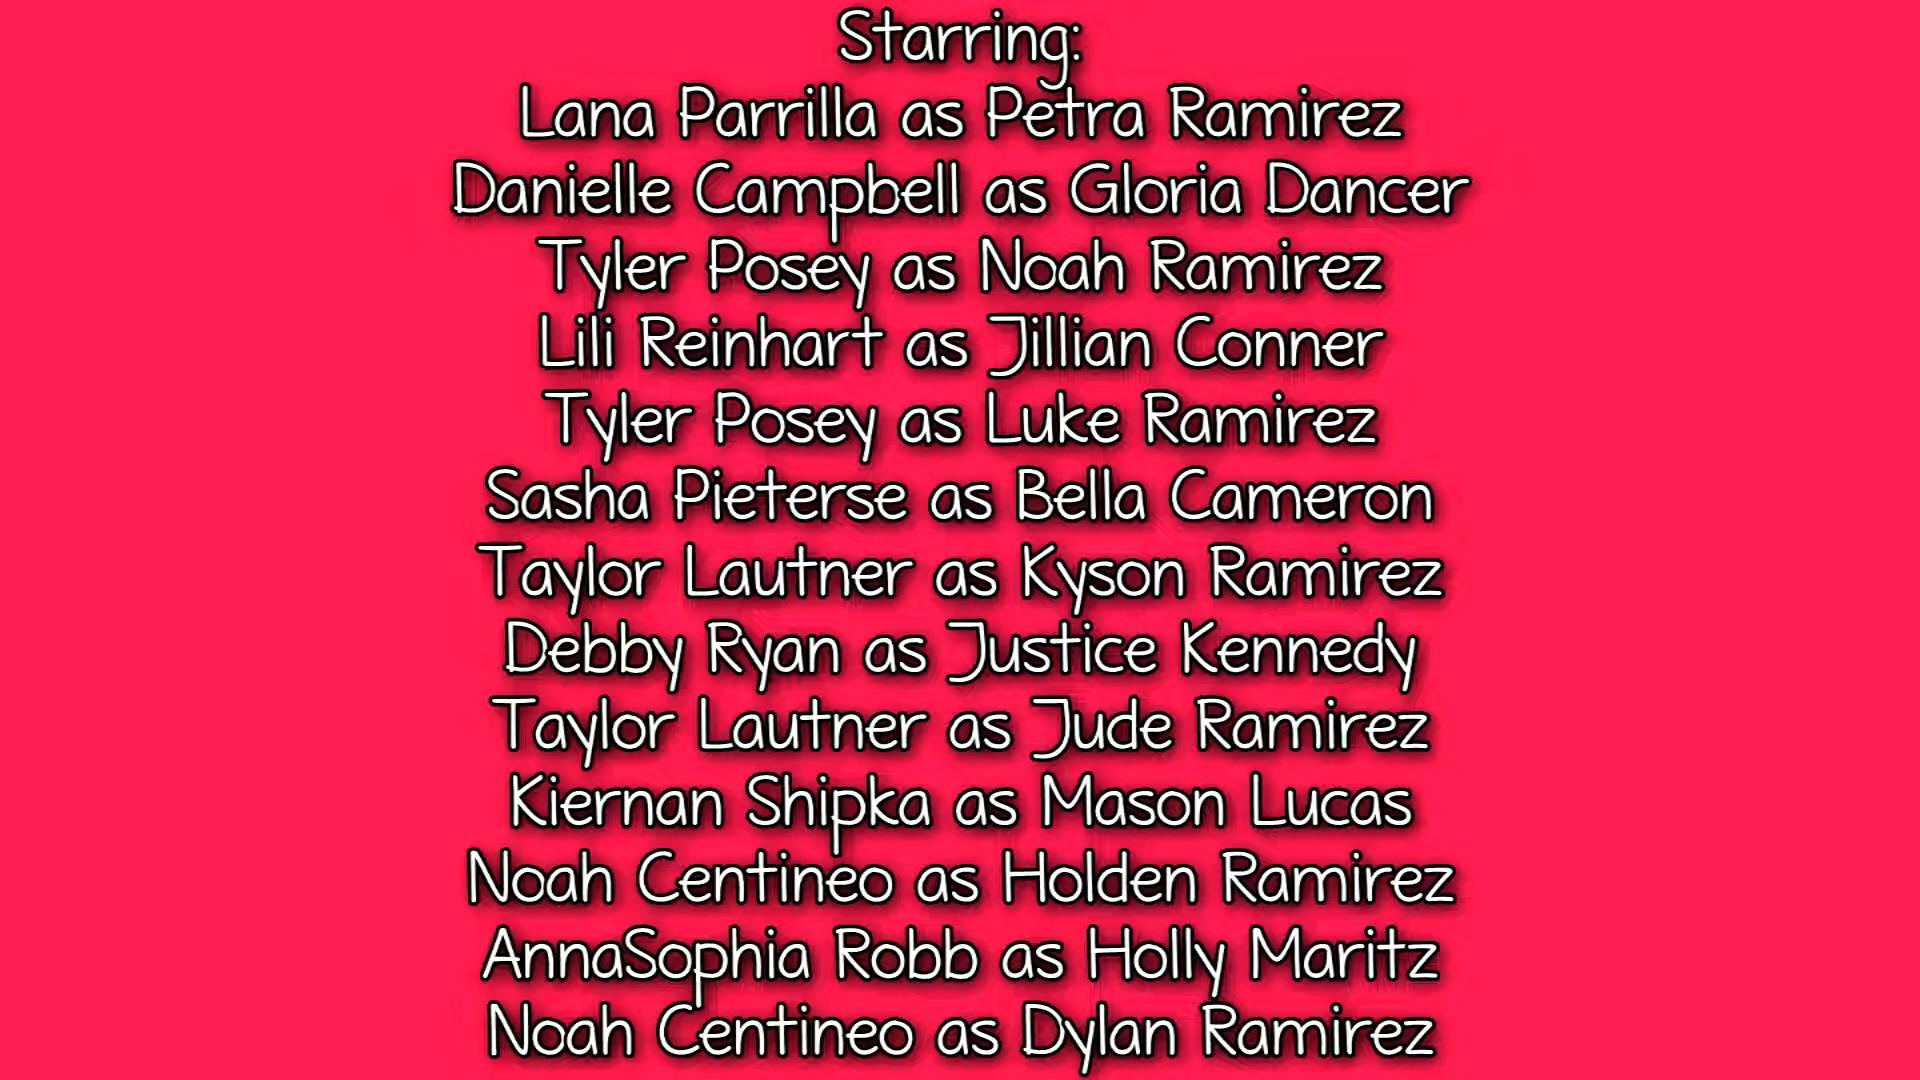 Starring:
Lana Parrilla as Petra Ramirez
Danielle Campbell as Gloria Dancer
Tyler Posey as Noah Ramirez
Lili Reinhart as Jillian Conner
Tyler Posey as Luke Ramirez
Sasha Pieterse as Bella Cameron
Taylor Lautner as Kyson Ramirez
Debby Ryan as Justice Kennedy
Taylor Lautner as Jude Ramirez
Kiernan Shipka as Mason Lucas
Noah Centineo as Holden Ramirez
AnnaSophia Robb as Holly Maritz
Noah Centineo as Dylan Ramirez